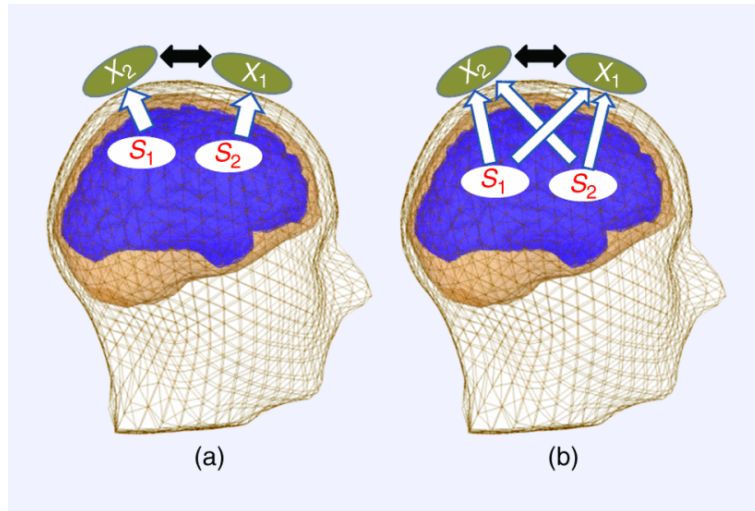 X₂ X₁
S₁ S₂
(a)
X₂ X₁
S₁ S₂
(b)